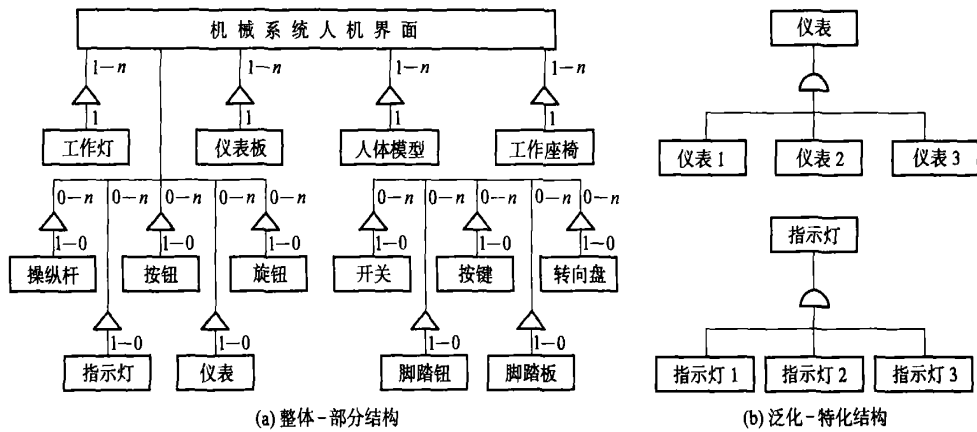 机械系统人机界面
1-n 1-n 1-n 1-n
1 1 1 1
工作灯 仪表板 人体模型 工作座椅
0-n 0-n 0-n 0-n 0-n 0-n 0-n 0-n 0-n 0-n
1-0 1-0 1-0 1-0 1-0 1-0
操纵杆 按钮 旋钮 开关 按键 转向盘
1-0 1-0 1-0 1-0
指示灯 仪表 脚踏钮 脚踏板
(a) 整体-部分结构
仪表
仪表 1 仪表 2 仪表 3
指示灯
指示灯 1 指示灯 2 指示灯 3
(b) 泛化-特化结构